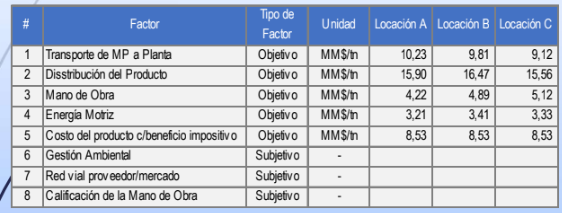 # Factor Tipo de Factor Unidad Locación A Locación B Locación C
1 Transporte de MP a Planta Objetivo MM$/tn 10,23 9,81 9,12
2 Disstribución del Producto Objetivo MM$/tn 15,90 16,47 15,56
3 Mano de Obra Objetivo MM$/tn 4,22 4,89 5,12
4 Energía Motriz Objetivo MM$/tn 3,21 3,41 3,33
5 Costo del producto c/beneficio impositivo Objetivo MM$/tn 8,53 8,53 8,53
6 Gestión Ambiental Subjetivo -
7 Red vial proveedor/mercado Subjetivo -
8 Calificación de la Mano de Obra Subjetivo -